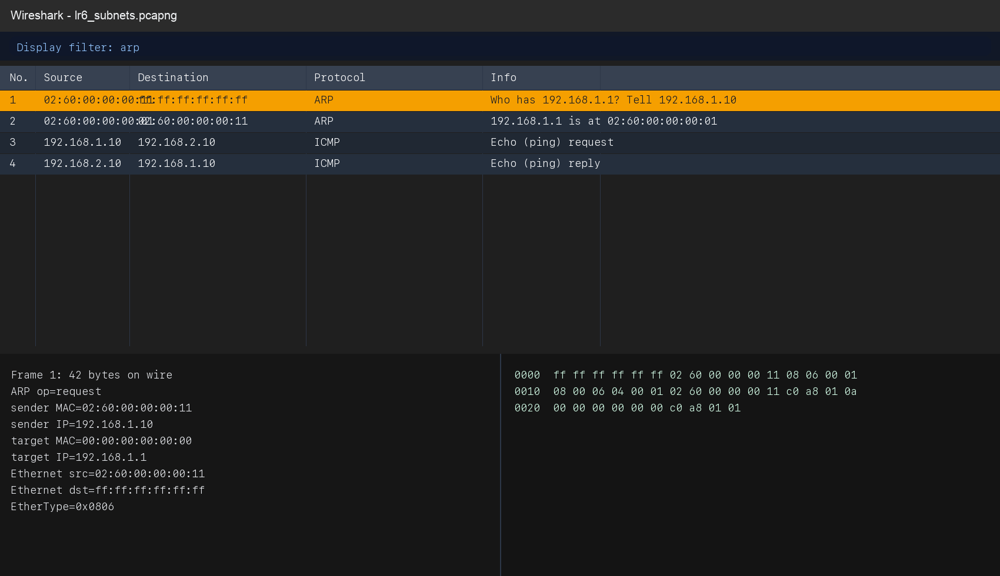 Wireshark - lr6_subnets.pcapng
Display filter: arp
No. Source Destination Protocol Info
1 02:60:00:00:00:11 ff:ff:ff:ff:ff:ff ARP Who has 192.168.1.1? Tell 192.168.1.10
2 02:60:00:00:00:01 02:60:00:00:00:11 ARP 192.168.1.1 is at 02:60:00:00:00:01
3 192.168.1.10 192.168.2.10 ICMP Echo (ping) request
4 192.168.2.10 192.168.1.10 ICMP Echo (ping) reply
Frame 1: 42 bytes on wire
ARP op=request
sender MAC=02:60:00:00:00:11
sender IP=192.168.1.10
target MAC=00:00:00:00:00:00
target IP=192.168.1.1
Ethernet src=02:60:00:00:00:11
Ethernet dst=ff:ff:ff:ff:ff:ff
EtherType=0x0806
0000 ff ff ff ff ff ff 02 60 00 00 00 11 08 06 00 01
0010 08 00 06 04 00 01 02 60 00 00 00 11 c0 a8 01 0a
0020 00 00 00 00 00 00 c0 a8 01 01